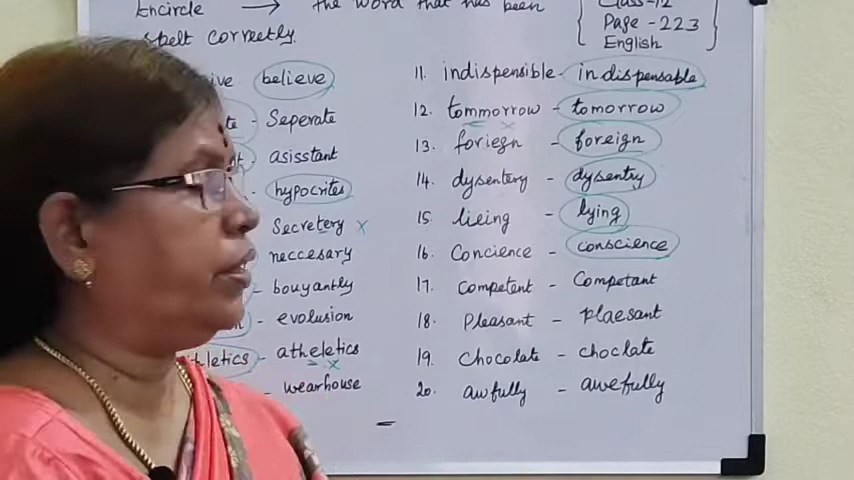 Encircle → the word that has been
spelt correctly.
Class-12
Page - 223
English
believe
- Seperate
asisstant
- hypocrites
Secretery x
neccesary
- bouyantly
- evolusion
athletics - atheletics x
- wearhouse
11. indispensible - indispensable
12. tommorrow - tomorrow
x
13. foriegn - foreign
14. dysentery - dysentry
15. lieing - lying
16. Concience - conscience
17. Competent - Competant
18. Pleasant - plaesant
19. Chocolate - choclate
20. awfully - awefully